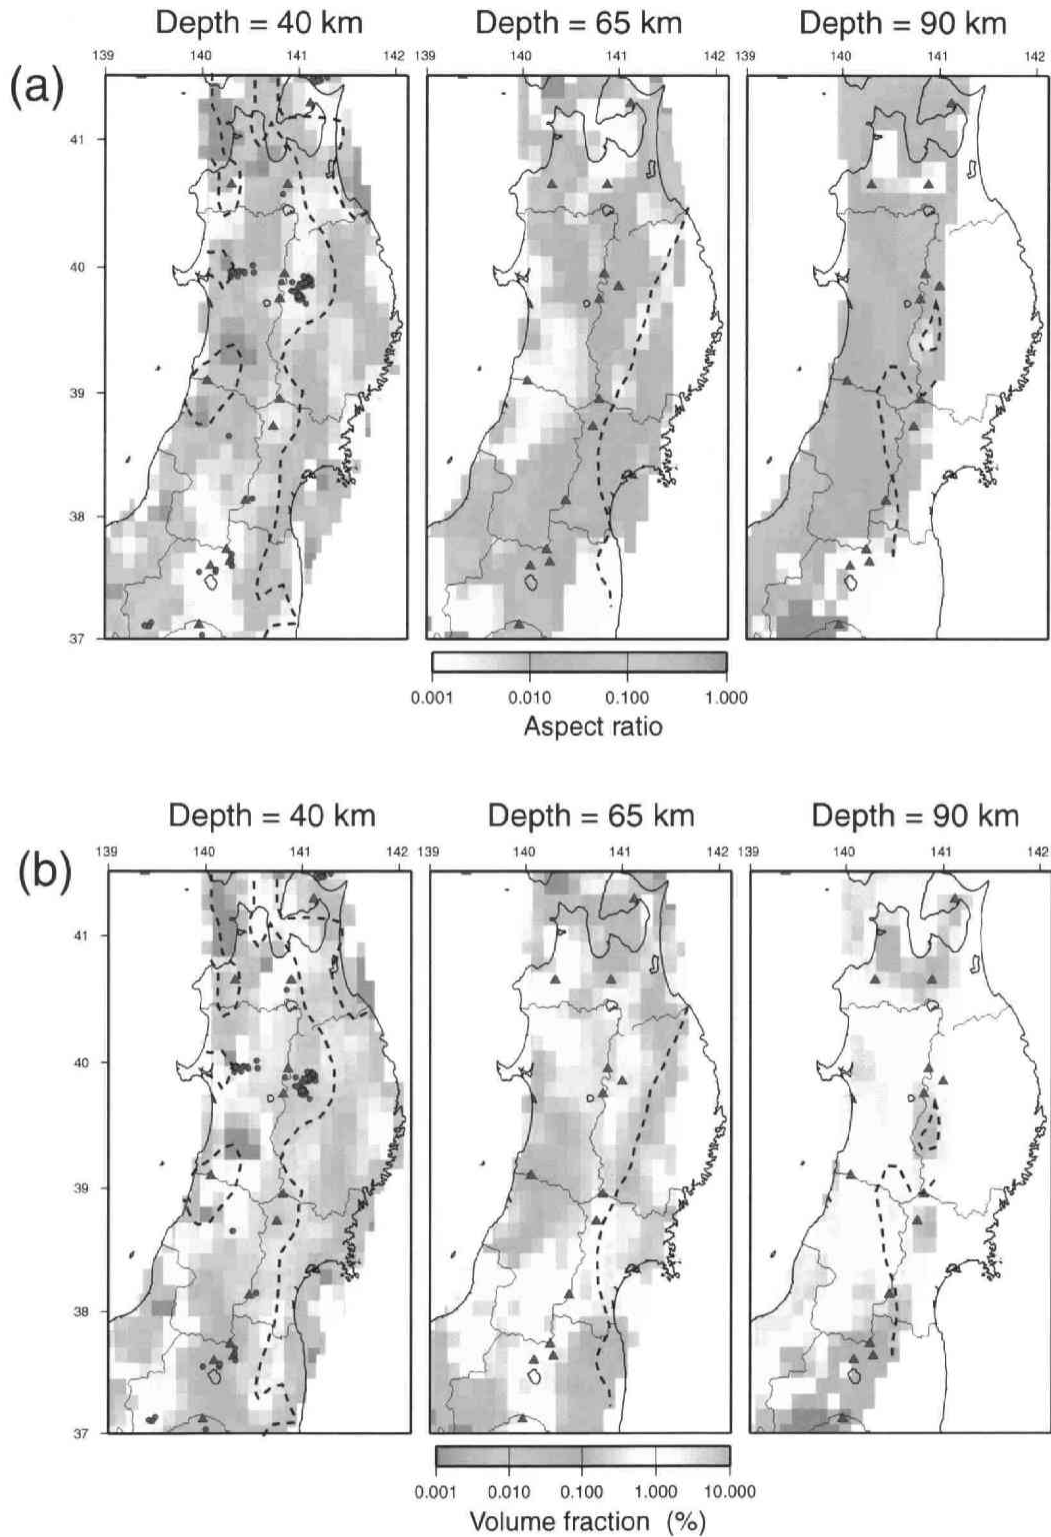 Depth = 40 km Depth = 65 km Depth = 90 km
139 140 141 142 140 141 142 140 141 142
(a)
41
40
39
38
37
0.001 0.010 0.100 1.000
Aspect ratio
Depth = 40 km Depth = 65 km Depth = 90 km
139 140 141 142 139 140 141 142 139 140 141 142
(b)
41
40
39
38
37
0.001 0.010 0.100 1.000 10.000
Volume fraction (%)